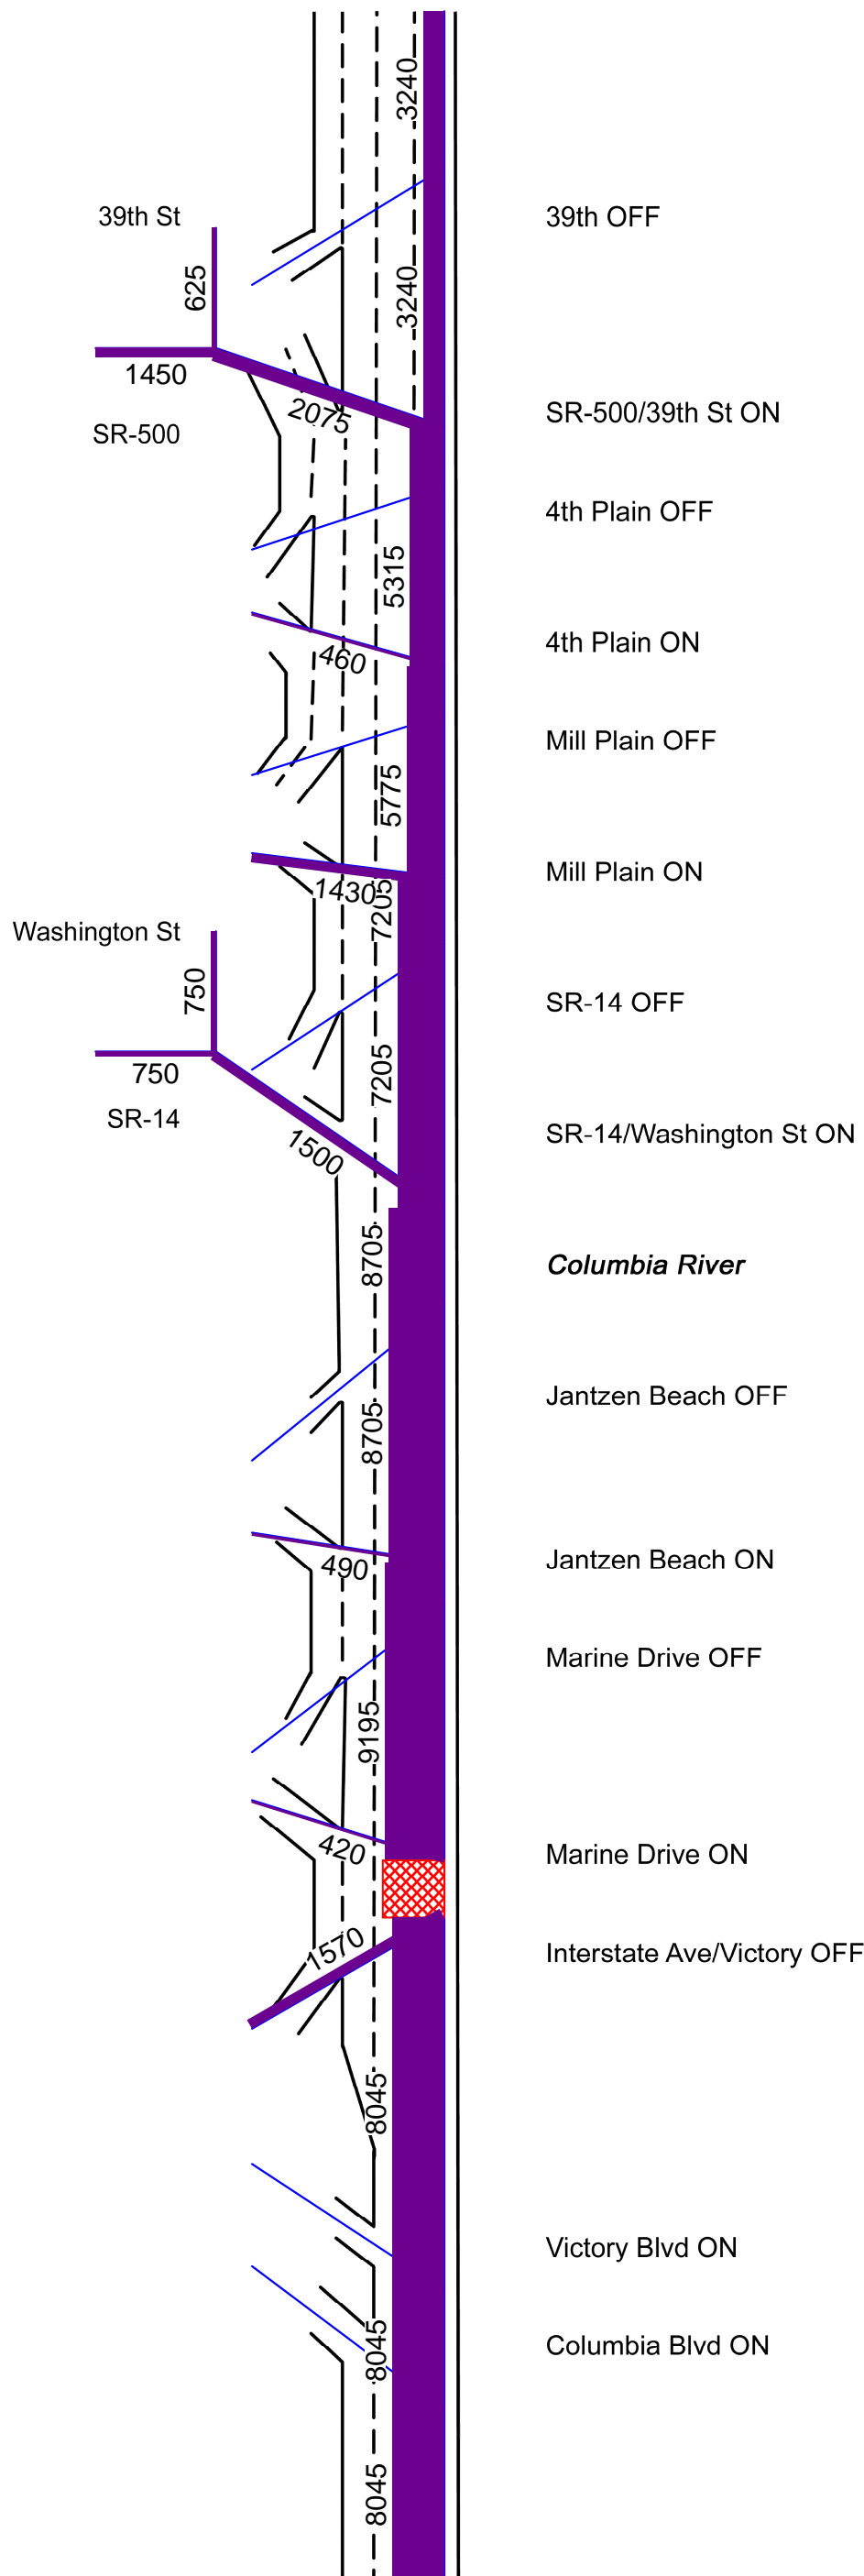 3240
39th St
39th OFF
625
3240
1450
2075
SR-500/39th St ON
SR-500
4th Plain OFF
5315
4th Plain ON
460
Mill Plain OFF
5775
Mill Plain ON
1430
7205
Washington St
750
SR-14 OFF
7205
750
SR-14
1500
SR-14/Washington St ON
8705
Columbia River
Jantzen Beach OFF
8705
Jantzen Beach ON
490
Marine Drive OFF
9195
420
Marine Drive ON
1570
Interstate Ave/Victory OFF
8045
Victory Blvd ON
8045
Columbia Blvd ON
8045